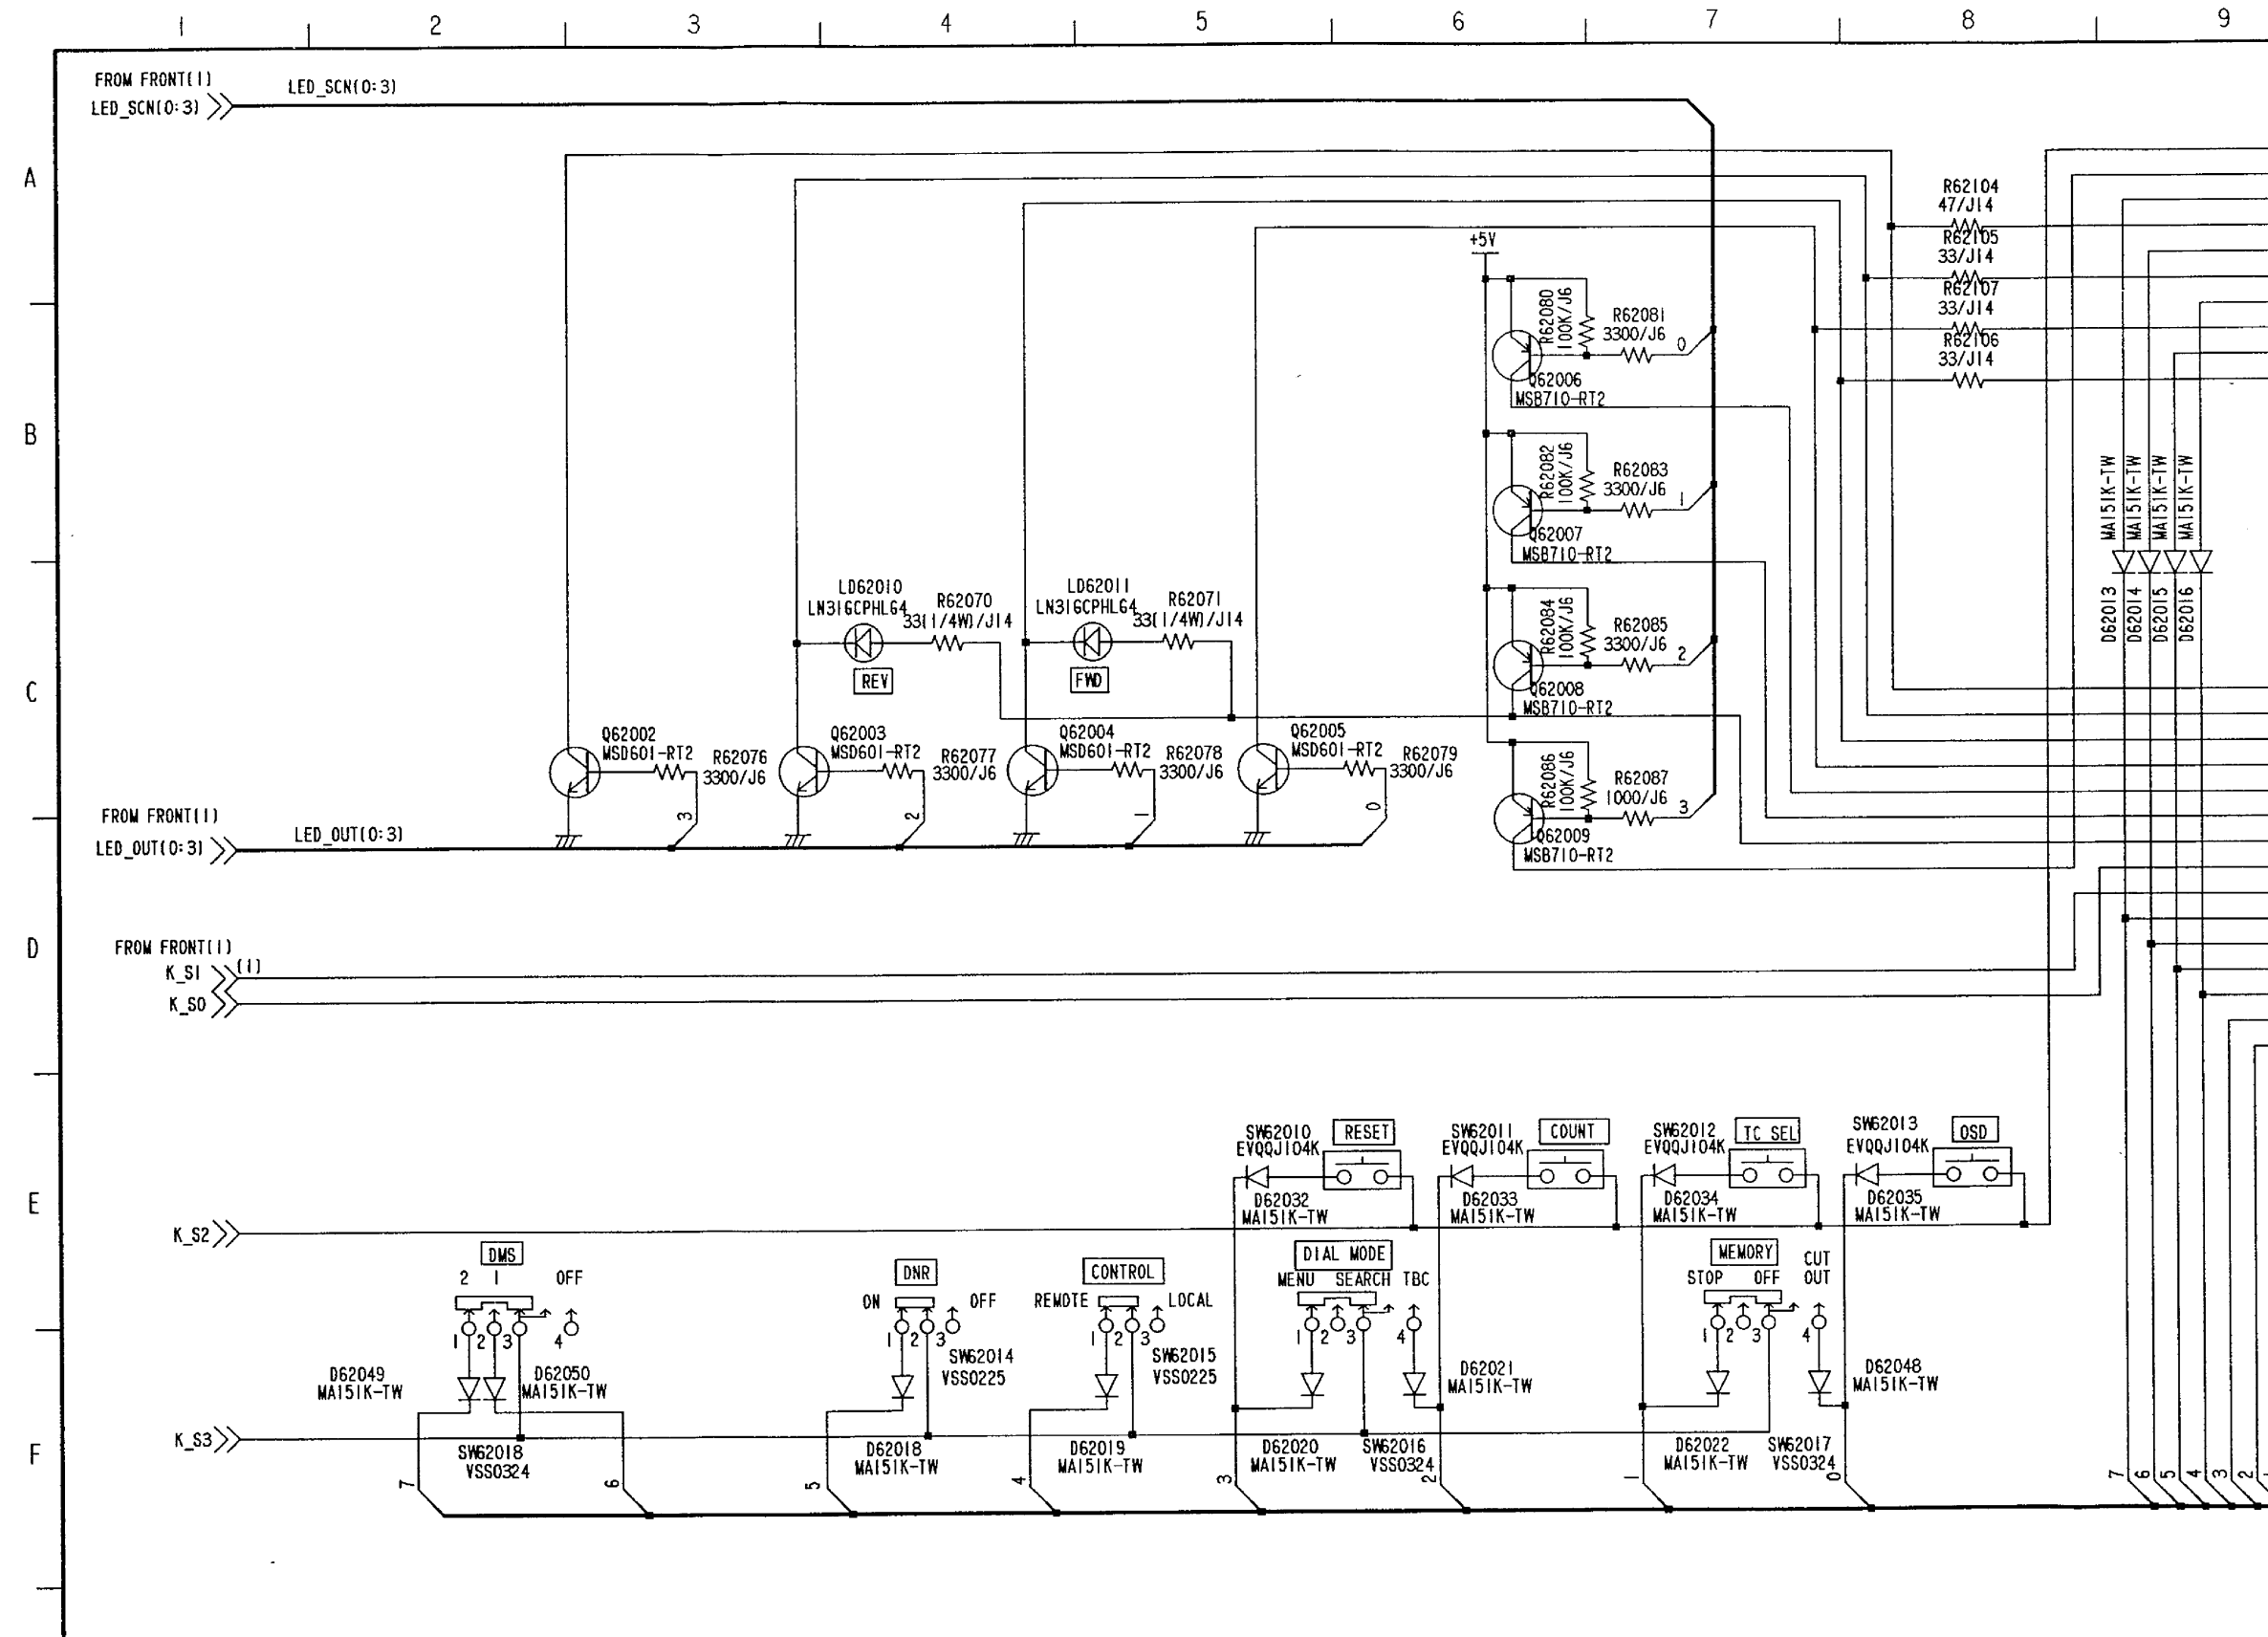 1 2 3 4 5 6 7 8 9
FROM FRONT(1)
LED_SCN(0:3)
LED_SCN(0:3)
A
B
C
D
E
F
+5V
R62104
47/J14
R62105
33/J14
R62107
33/J14
R62106
33/J14
R62080
100K/J6
R62081
3300/J6
0
Q62006
MSB710-RT2
R62082
100K/J6
R62083
3300/J6
1
Q62007
MSB710-RT2
R62084
100K/J6
R62085
3300/J6
2
Q62008
MSB710-RT2
R62086
100K/J6
R62087
1000/J6
3
Q62009
MSB710-RT2
MA151K-TW
MA151K-TW
MA151K-TW
MA151K-TW
D62013
D62014
D62015
D62016
LD62010
LN31GCPHLG4
R62070
33(1/4W)/J14
REV
LD62011
LN31GCPHLG4
R62071
33(1/4W)/J14
FWD
Q62002
MSD601-RT2
R62076
3300/J6
3
Q62003
MSD601-RT2
R62077
3300/J6
2
Q62004
MSD601-RT2
R62078
3300/J6
1
Q62005
MSD601-RT2
R62079
3300/J6
0
FROM FRONT(1)
LED_OUT(0:3)
LED_OUT(0:3)
FROM FRONT(1)
K_S1
(1)
K_S0
SW62010
EVQQJ104K
RESET
D62032
MA151K-TW
SW62011
EVQQJ104K
COUNT
D62033
MA151K-TW
SW62012
EVQQJ104K
TC SEL
D62034
MA151K-TW
SW62013
EVQQJ104K
OSD
D62035
MA151K-TW
K_S2
DMS
2 1 OFF
1 2 3 4
D62049
MA151K-TW
D62050
MA151K-TW
SW62018
VSS0324
DNR
ON OFF
1 2 3
SW62014
VSS0225
D62018
MA151K-TW
CONTROL
REMOTE LOCAL
1 2 3
SW62015
VSS0225
D62019
MA151K-TW
DIAL MODE
MENU SEARCH TBC
1 2 3 4
D62021
MA151K-TW
D62020
MA151K-TW
SW62016
VSS0324
MEMORY
STOP OFF CUT OUT
1 2 3 4
D62048
MA151K-TW
D62022
MA151K-TW
SW62017
VSS0324
K_S3
7 6 5 4 3 2 1 0
7 6 5 4 3 2